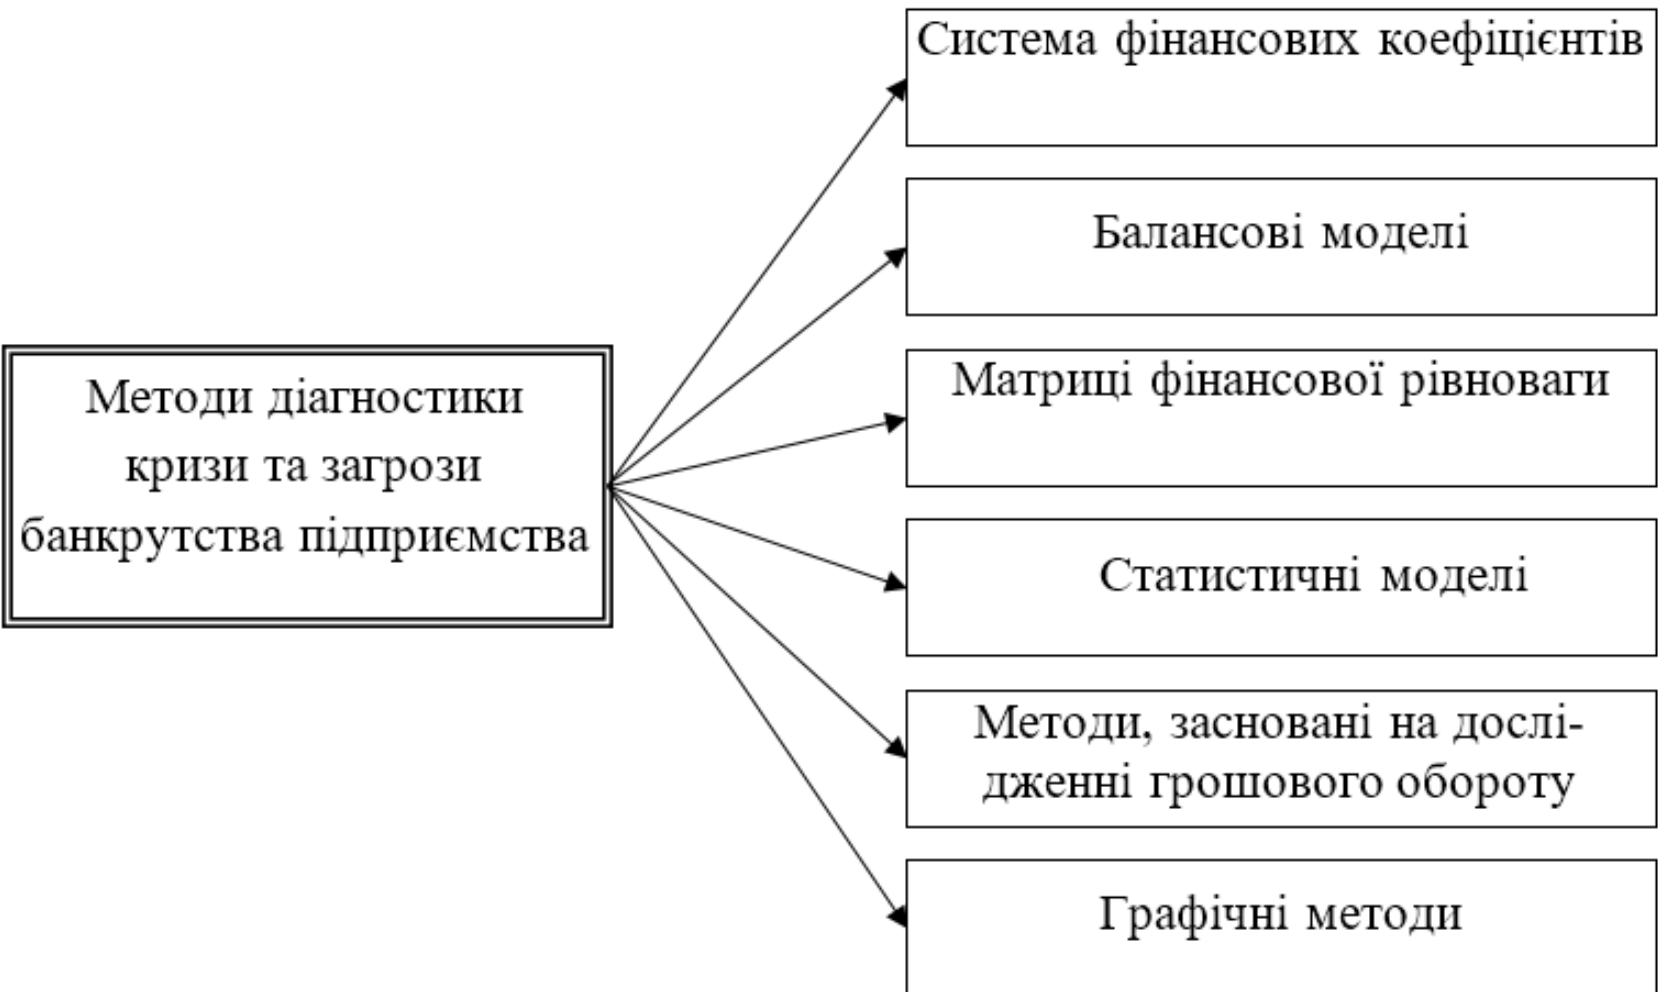 Методи діагностики
кризи та загрози
банкрутства підприємства
Система фінансових коефіцієнтів
Балансові моделі
Матриці фінансової рівноваги
Статистичні моделі
Методи, засновані на дослі-
дженні грошового обороту
Графічні методи